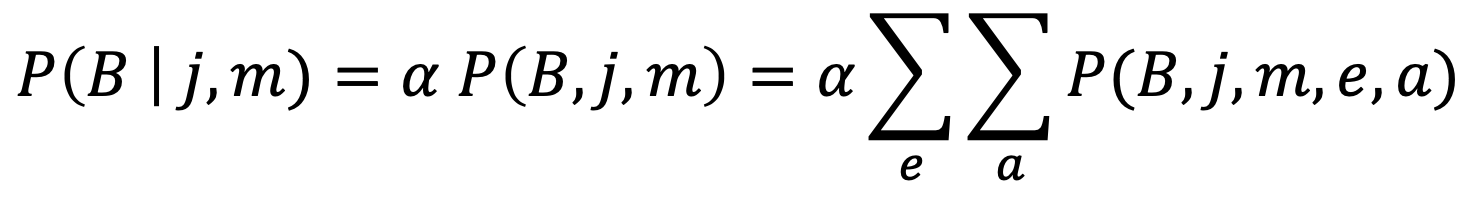 P(B | j, m) = α P(B, j, m) = α ∑_e ∑_a P(B, j, m, e, a)